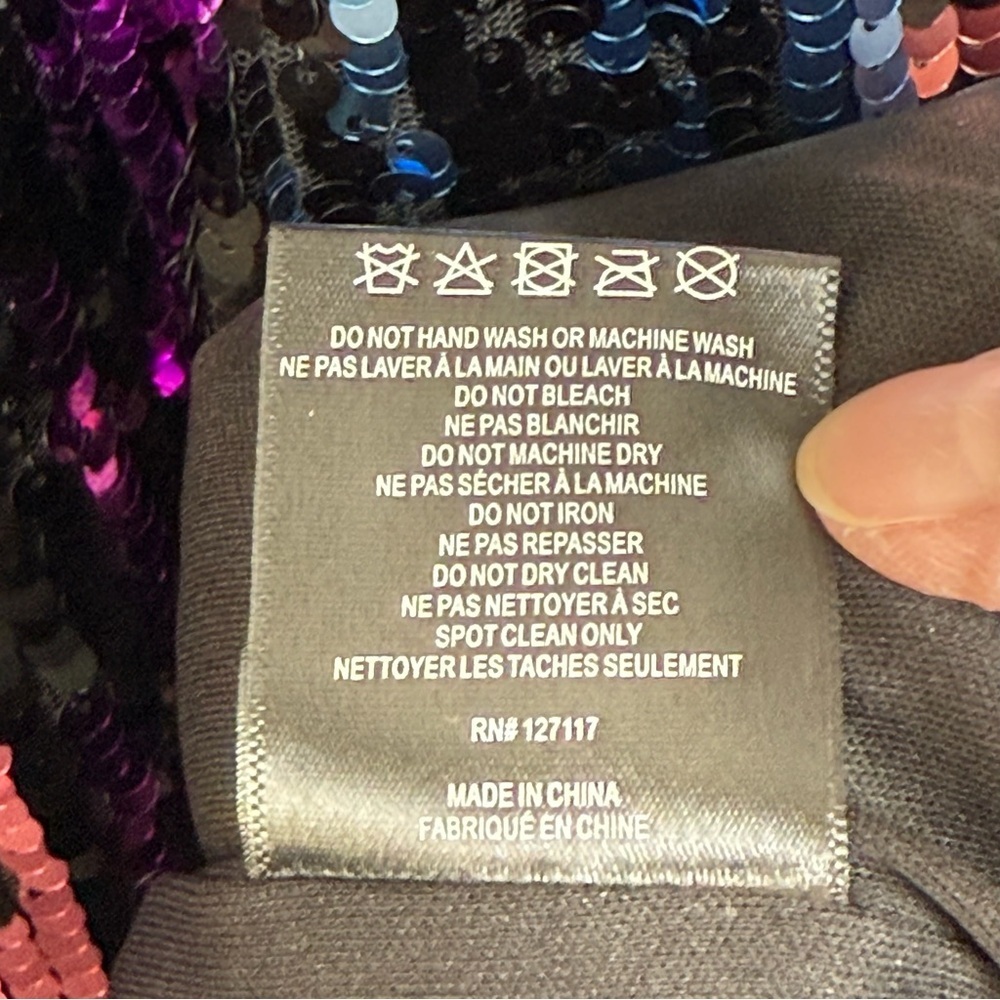 DO NOT HAND WASH OR MACHINE WASH
NE PAS LAVER À LA MAIN OU LAVER À LA MACHINE
DO NOT BLEACH
NE PAS BLANCHIR
DO NOT MACHINE DRY
NE PAS SÉCHER À LA MACHINE
DO NOT IRON
NE PAS REPASSER
DO NOT DRY CLEAN
NE PAS NETTOYER À SEC
SPOT CLEAN ONLY
NETTOYER LES TACHES SEULEMENT
RN# 127117
MADE IN CHINA
FABRIQUÉ EN CHINE